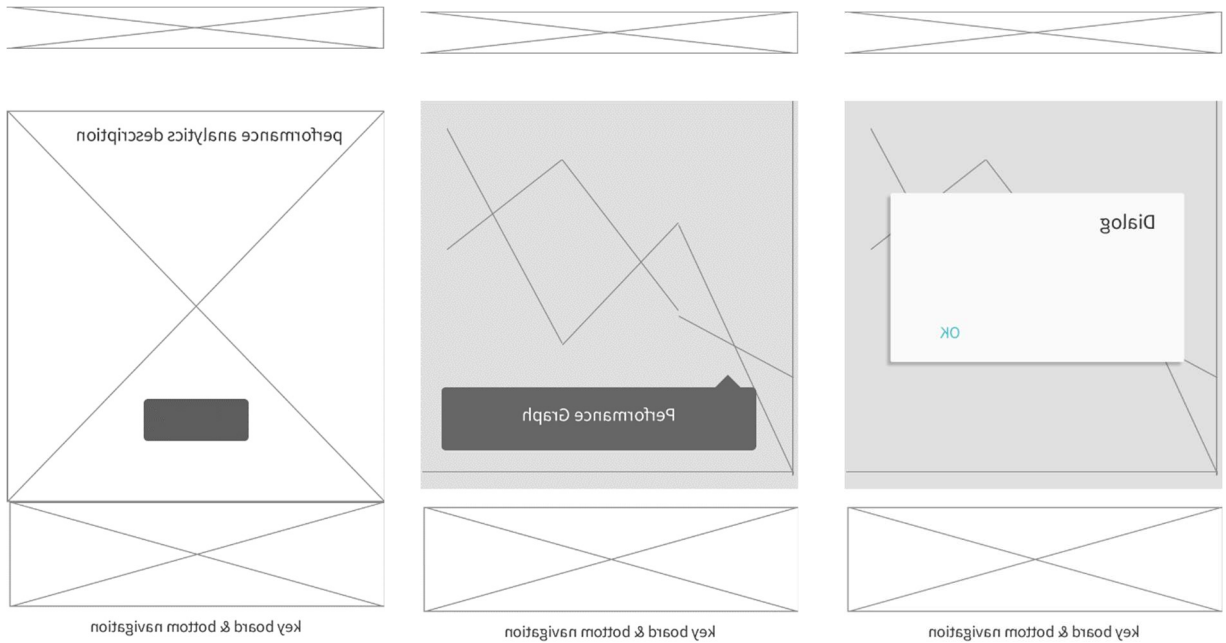 performance analytics description
key board & bottom navigation
Performance Graph
key board & bottom navigation
Dialog
OK
key board & bottom navigation